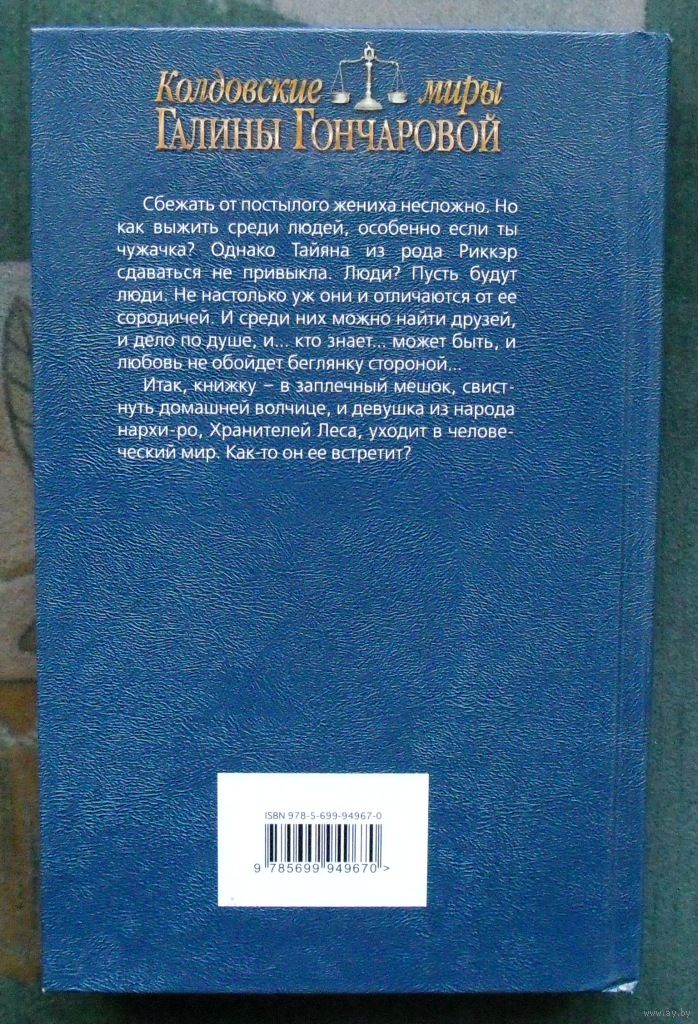 Колдовские миры
ГАЛИНЫ ГОНЧАРОВОЙ
Сбежать от постылого жениха несложно. Но
как выжить среди людей, особенно если ты
чужачка? Однако Тайяна из рода Риккэр
сдаваться не привыкла. Люди? Пусть будут
люди. Не настолько уж они и отличаются от ее
сородичей. И среди них можно найти друзей,
и дело по душе, и... кто знает... может быть, и
любовь не обойдет беглянку стороной...
Итак, книжку – в заплечный мешок, свист-
нуть домашней волчице, и девушка из народа
нархи-ро, Хранителей Леса, уходит в челове-
ческий мир. Как-то он ее встретит?
ISBN 978-5-699-94967-0
9 785699 949670 >
www.ay.by